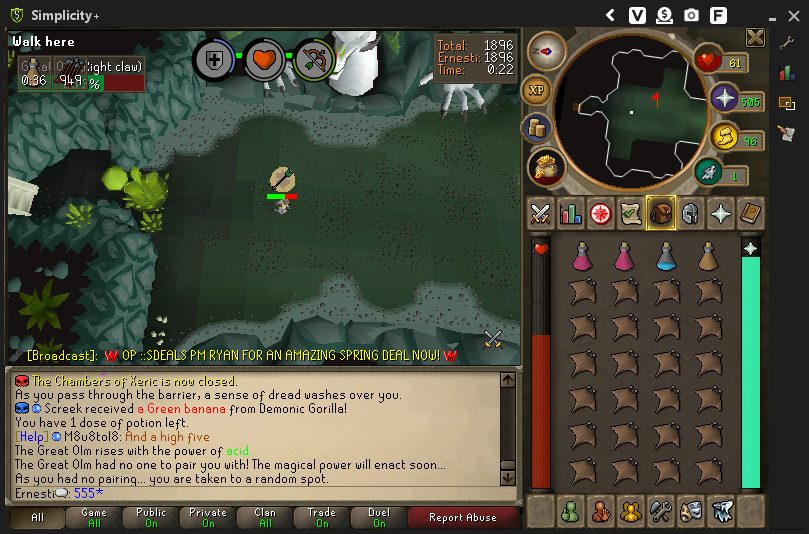 Simplicity+
V
F
Walk here
ight claw)
0:36
949
%
Total: 1896
Ernesti: 1896
Time: 0:22
N
XP
61
505
96
1
[Broadcast]: OP ::SDEALS PM RYAN FOR AN AMAZING SPRING DEAL NOW!
The Chambers of Xeric is now closed.
As you pass through the barrier, a sense of dread washes over you.
Screek received a Green banana from Demonic Gorilla!
You have 1 dose of potion left.
[Help] M8u8tol8: And a high five
The Great Olm rises with the power of acid.
The Great Olm had no one to pair you with! The magical power will enact soon...
As you had no pairing... you are taken to a random spot.
Ernesti: 555*
All
Game
All
Public
On
Private
On
Clan
All
Trade
On
Duel
On
Report Abuse